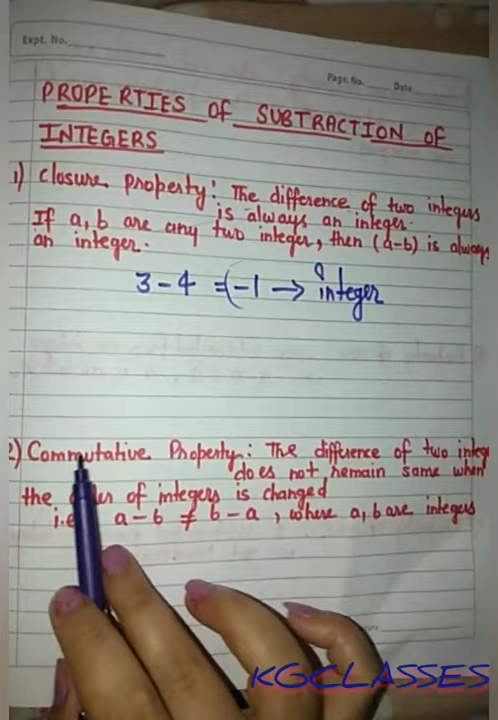 Expt. No.
Page. No. Date
PROPERTIES OF SUBTRACTION OF
INTEGERS
1) Closure property: The difference of two integers
is always an integer.
If a, b are any two integer, then (a-b) is always
an integer.
3-4 = (-1 → integer
2) Commutative Property: The difference of two integ
does not remain same when
the of integers is changed
i.e a-b ≠ b-a, where a, b are integers
KGCLASSES